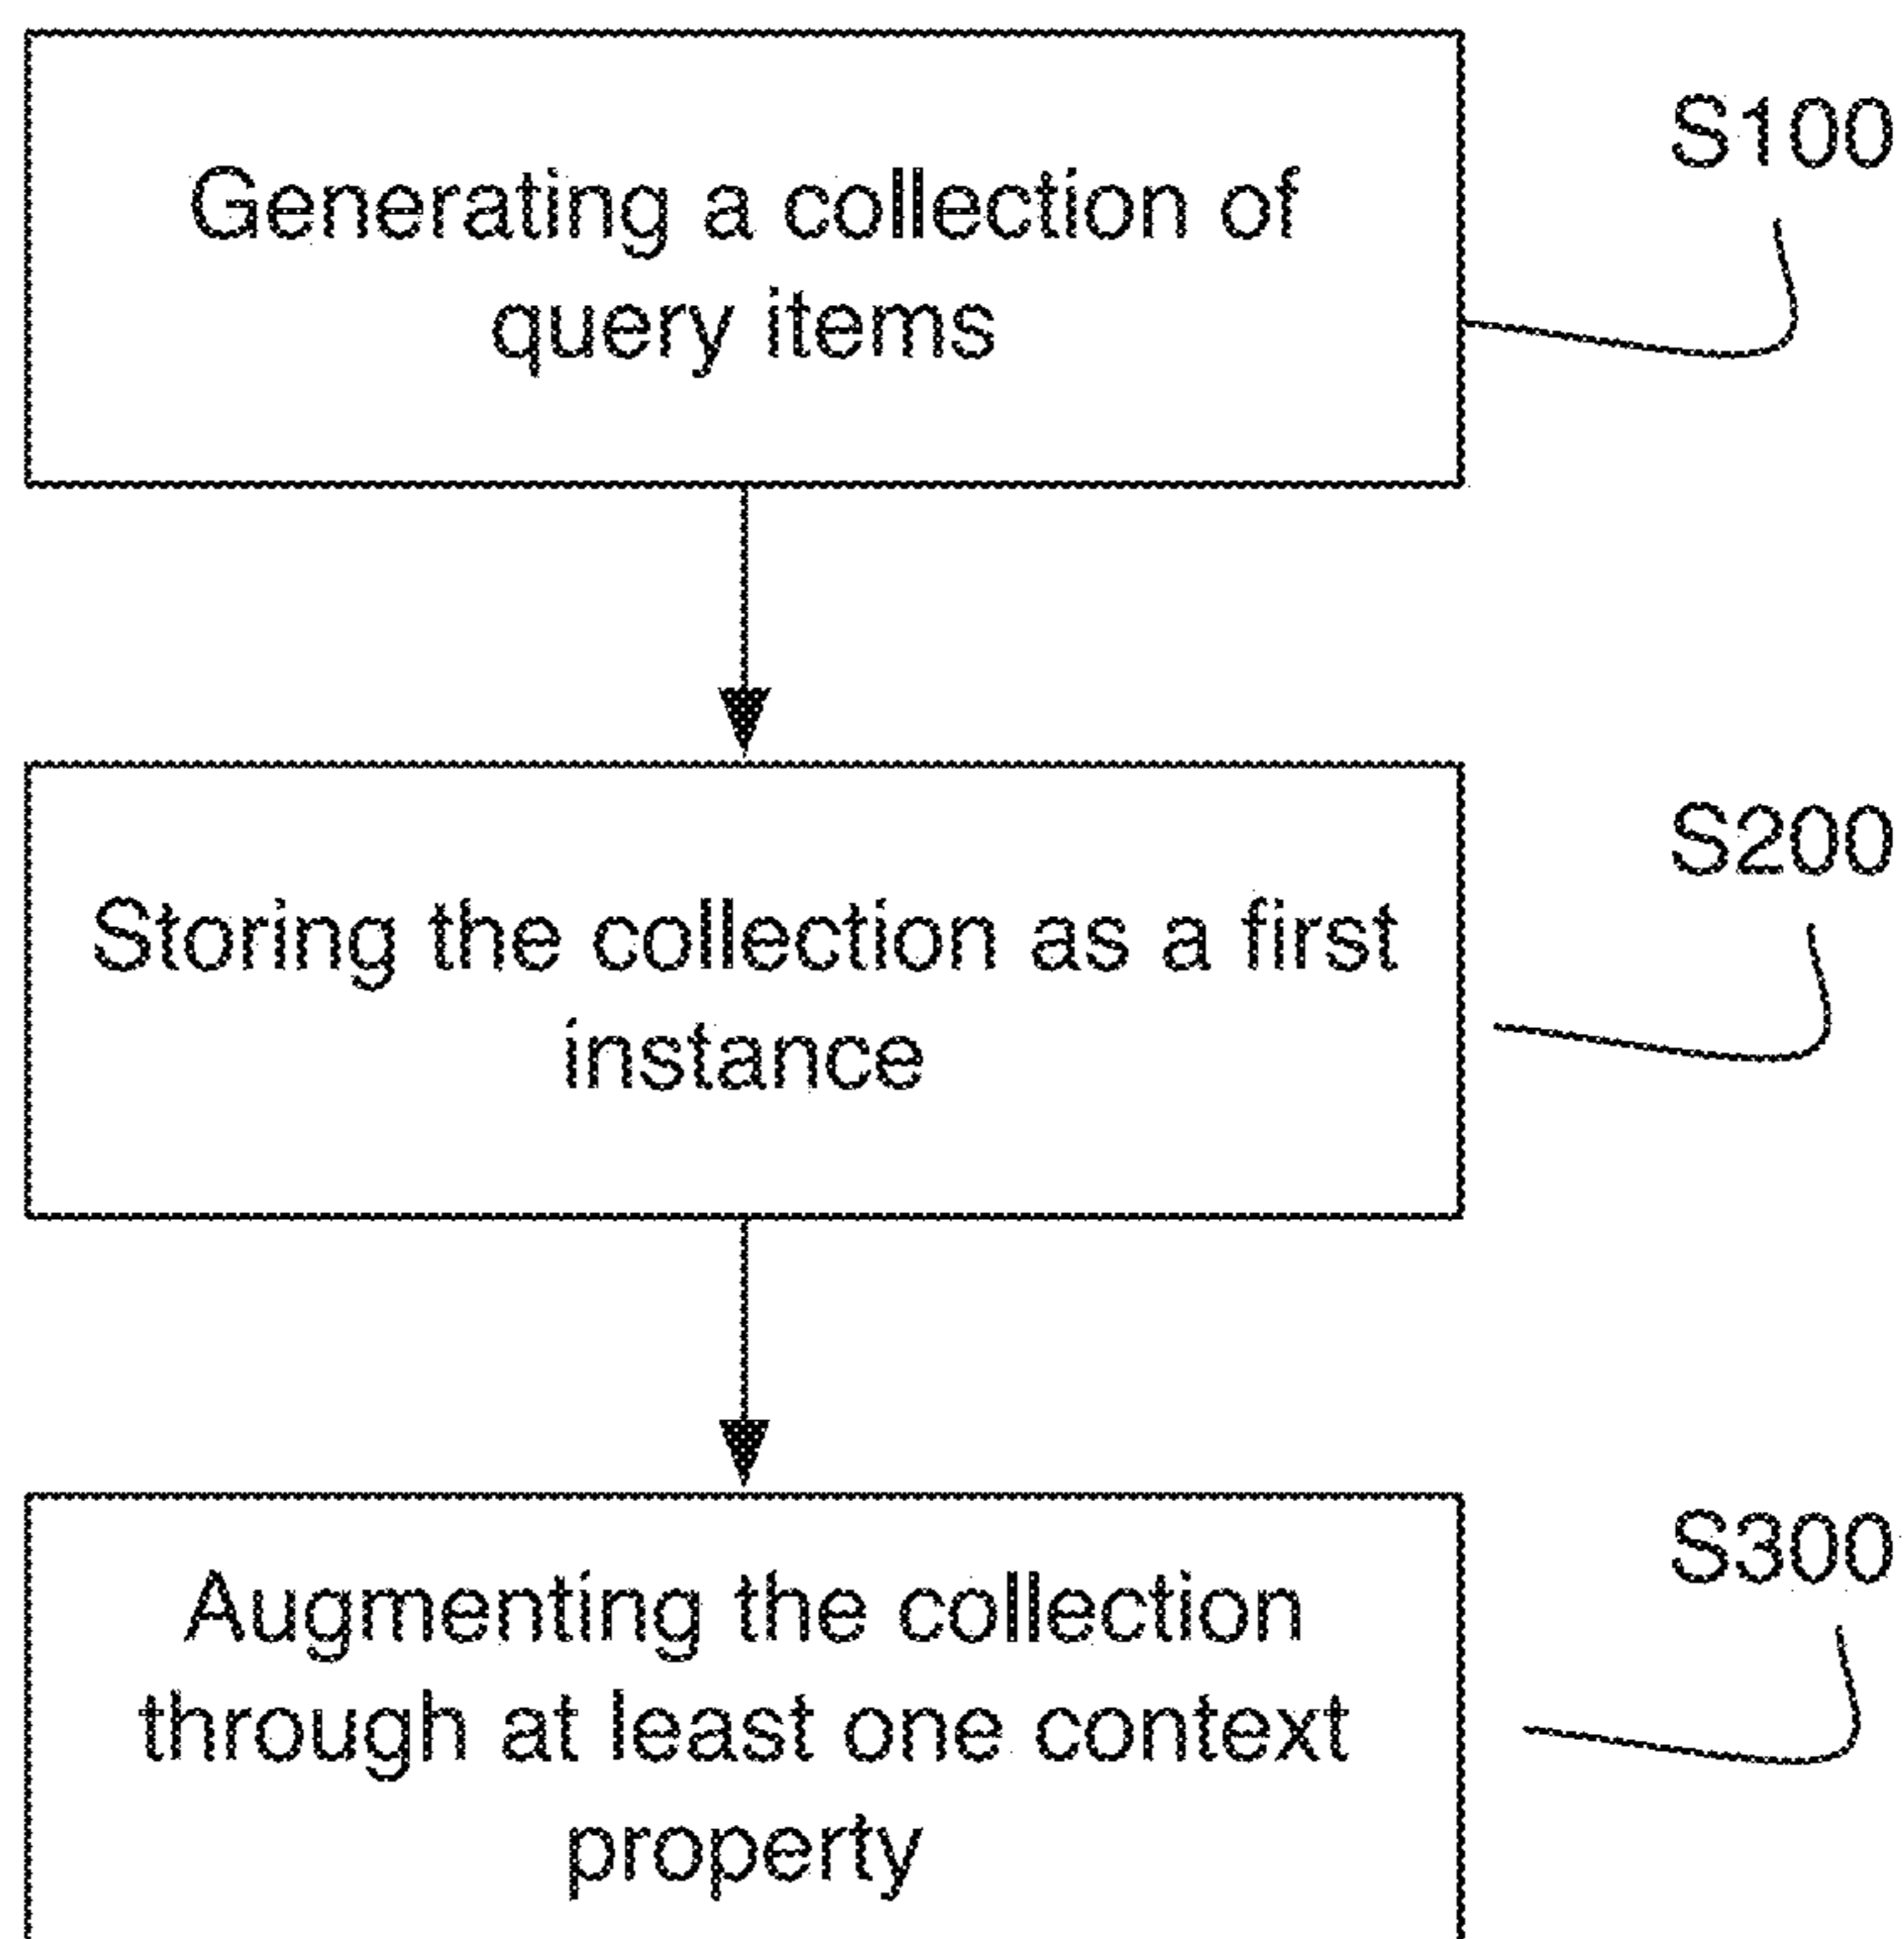 S100
Generating a collection of
query items
S200
Storing the collection as a first
instance
S300
Augmenting the collection
through at least one context
property